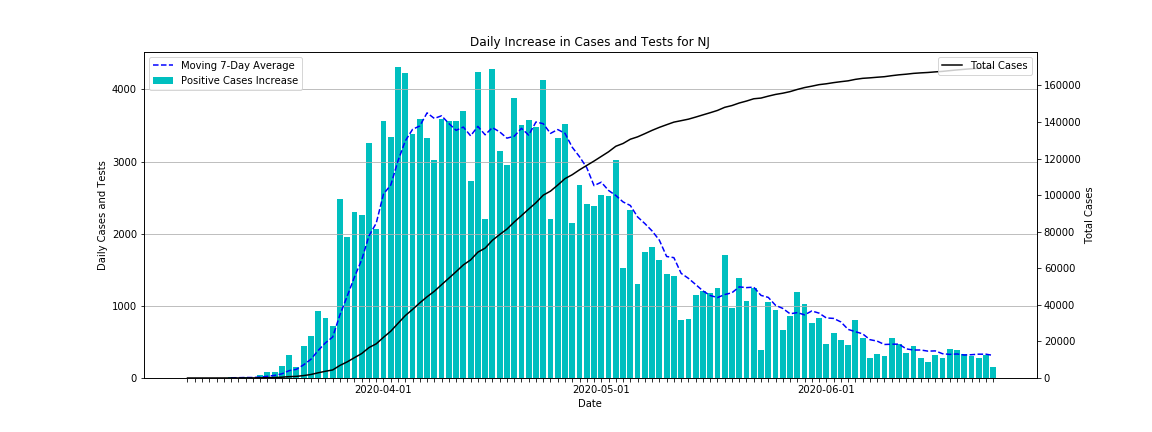 Daily Increase in Cases and Tests for NJ
Moving 7-Day Average
Positive Cases Increase
Total Cases
4000
3000
2000
1000
0
Daily Cases and Tests
160000
140000
120000
100000
80000
60000
40000
20000
0
Total Cases
2020-04-01
2020-05-01
2020-06-01
Date